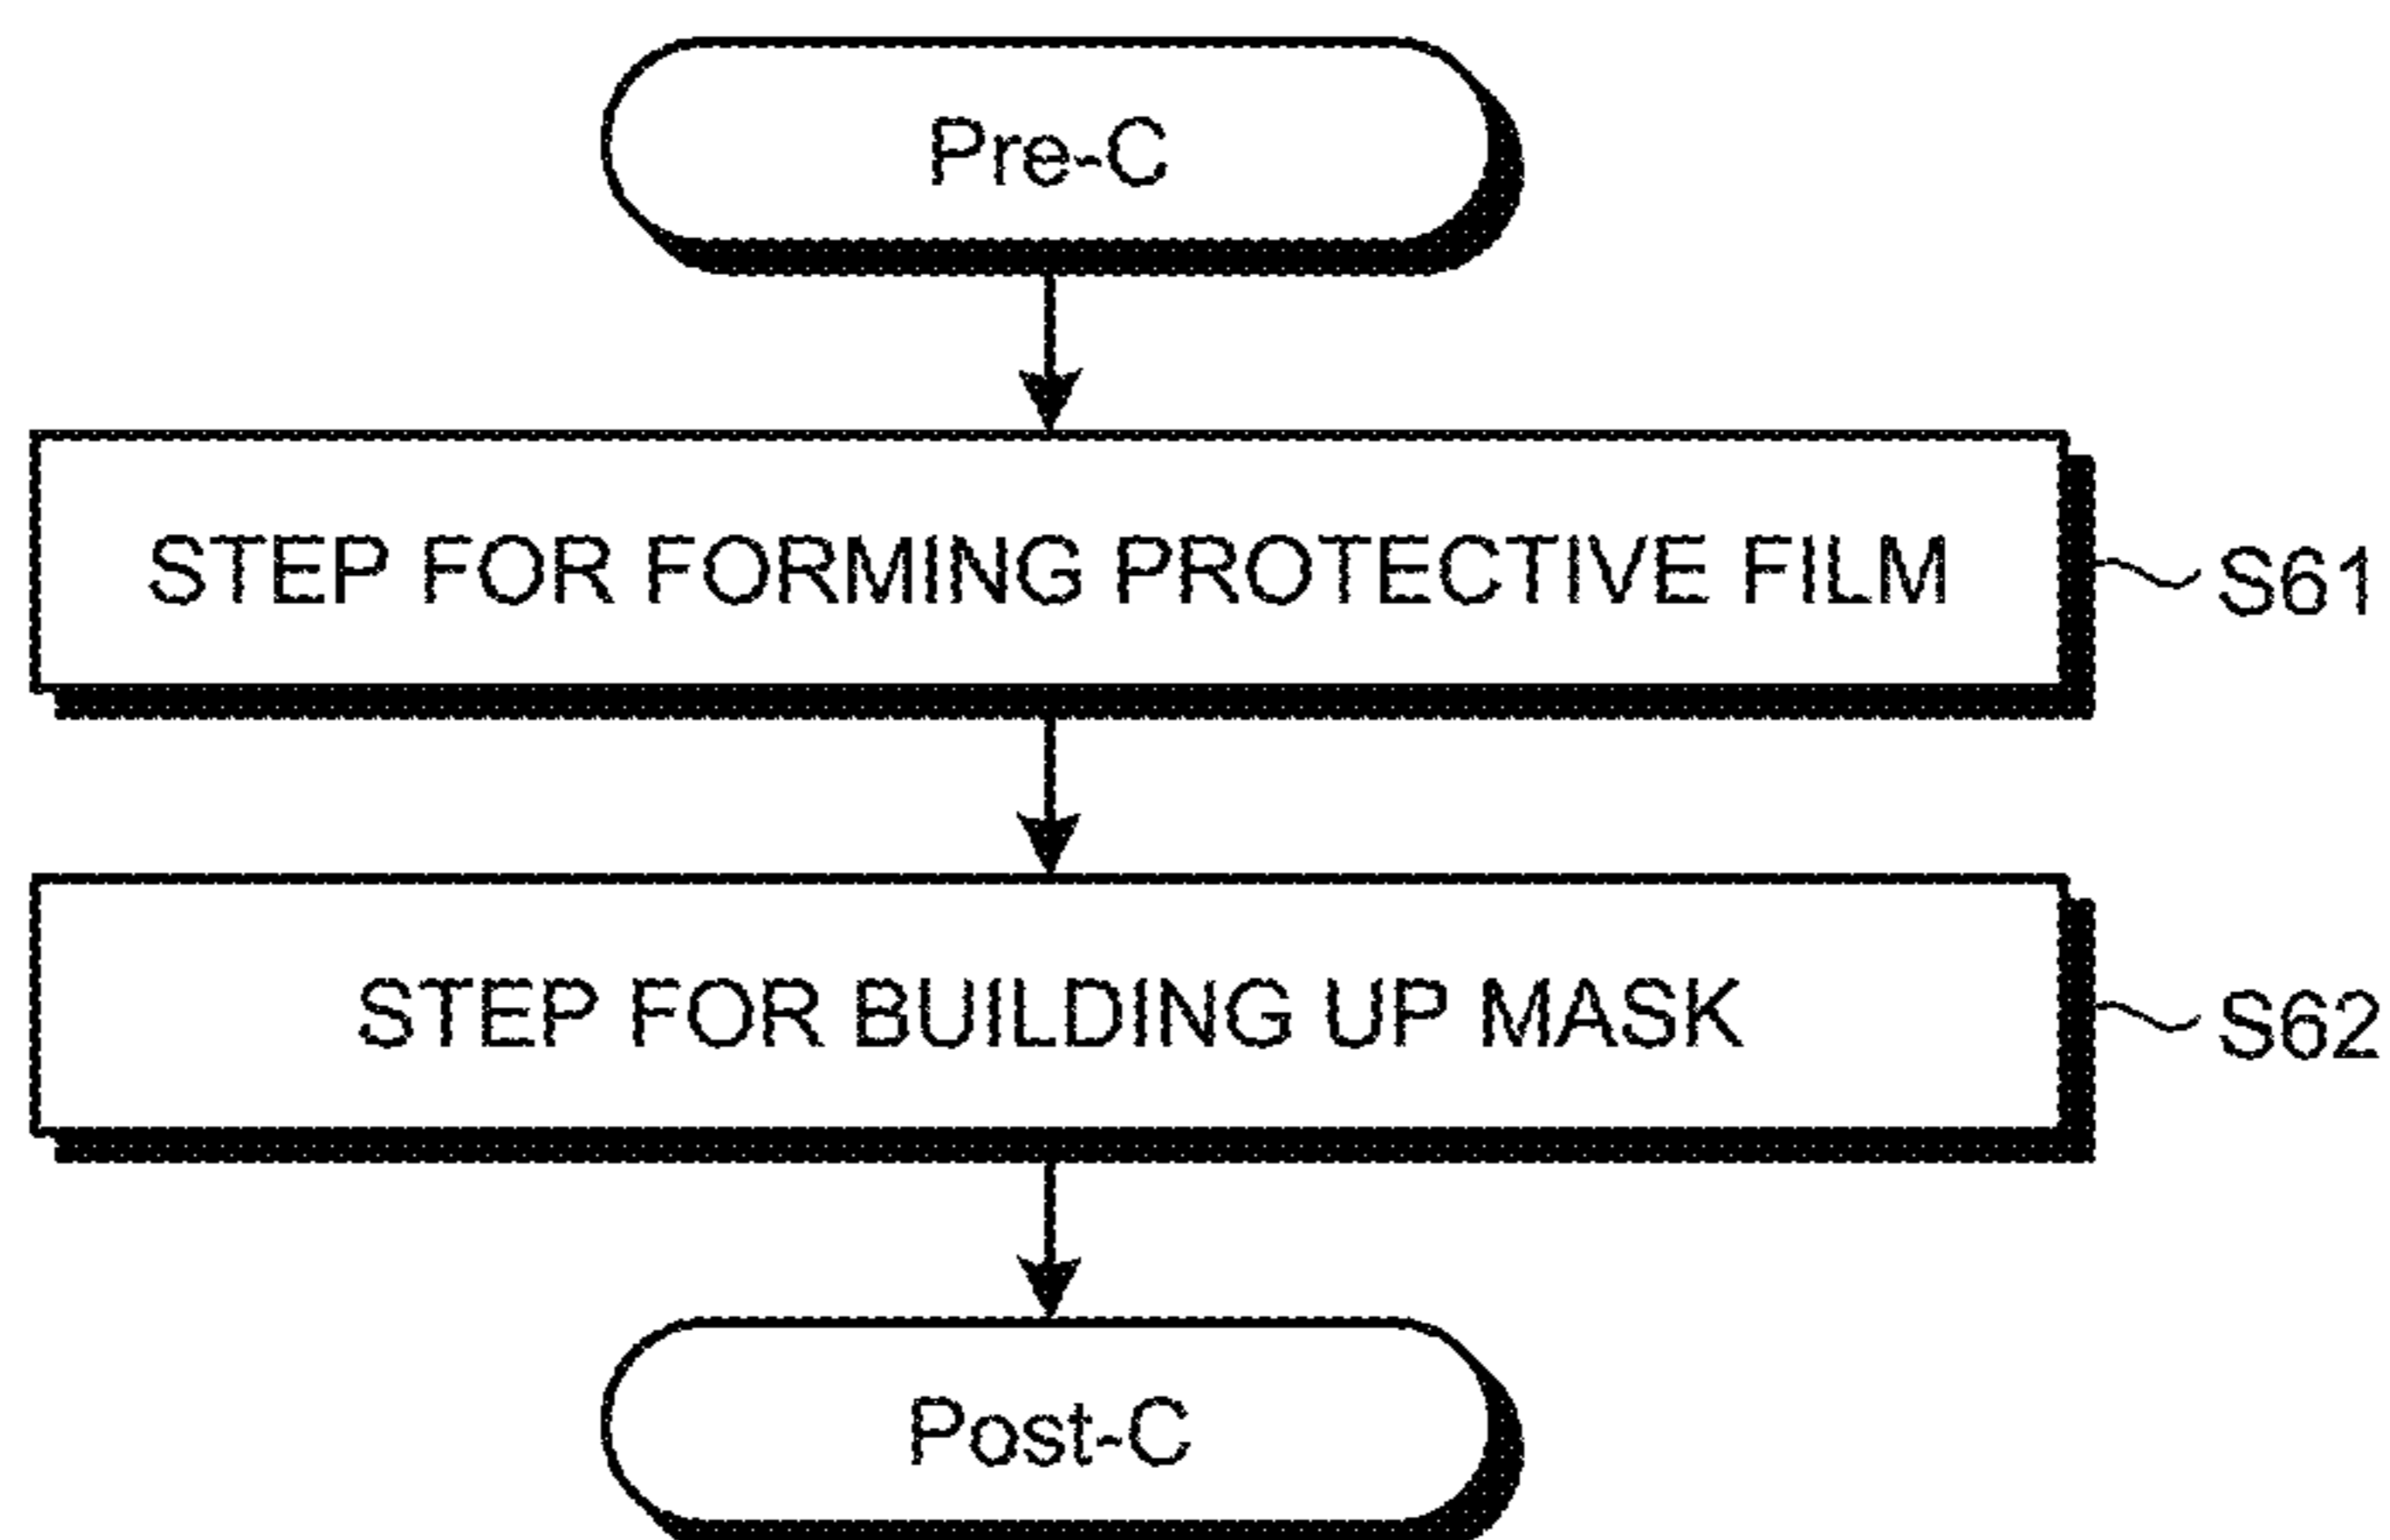 Pre-C
STEP FOR FORMING PROTECTIVE FILM
S61
STEP FOR BUILDING UP MASK
S62
Post-C